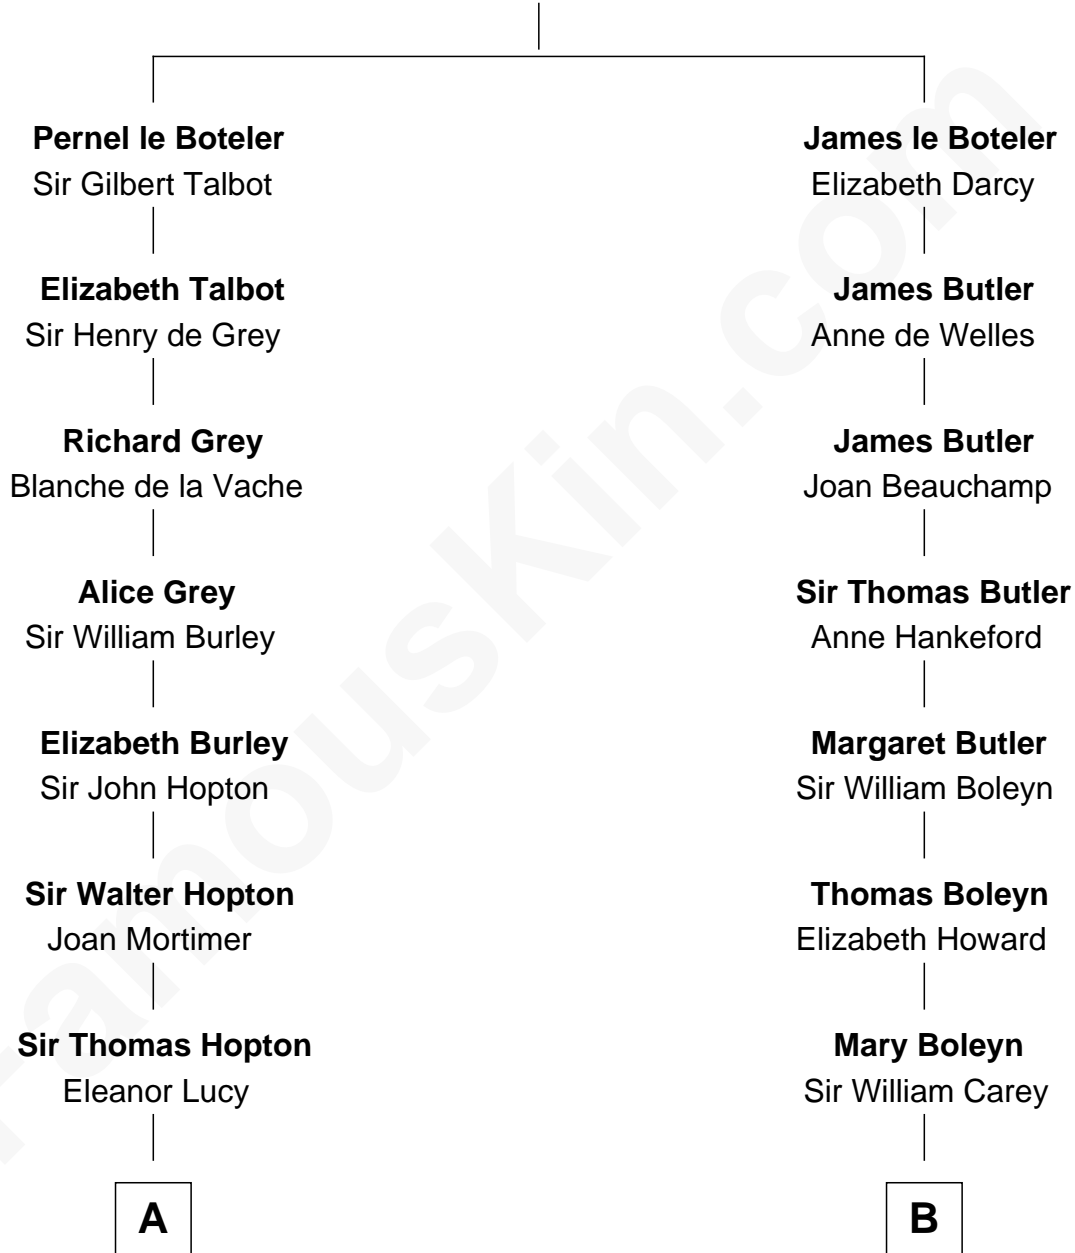 Pernel le Boteler
Sir Gilbert Talbot
Elizabeth Talbot
Sir Henry de Grey
Richard Grey
Blanche de la Vache
Alice Grey
Sir William Burley
Elizabeth Burley
Sir John Hopton
Sir Walter Hopton
Joan Mortimer
Sir Thomas Hopton
Eleanor Lucy
A
James le Boteler
Elizabeth Darcy
James Butler
Anne de Welles
James Butler
Joan Beauchamp
Sir Thomas Butler
Anne Hankeford
Margaret Butler
Sir William Boleyn
Thomas Boleyn
Elizabeth Howard
Mary Boleyn
Sir William Carey
B
FamousKin.com